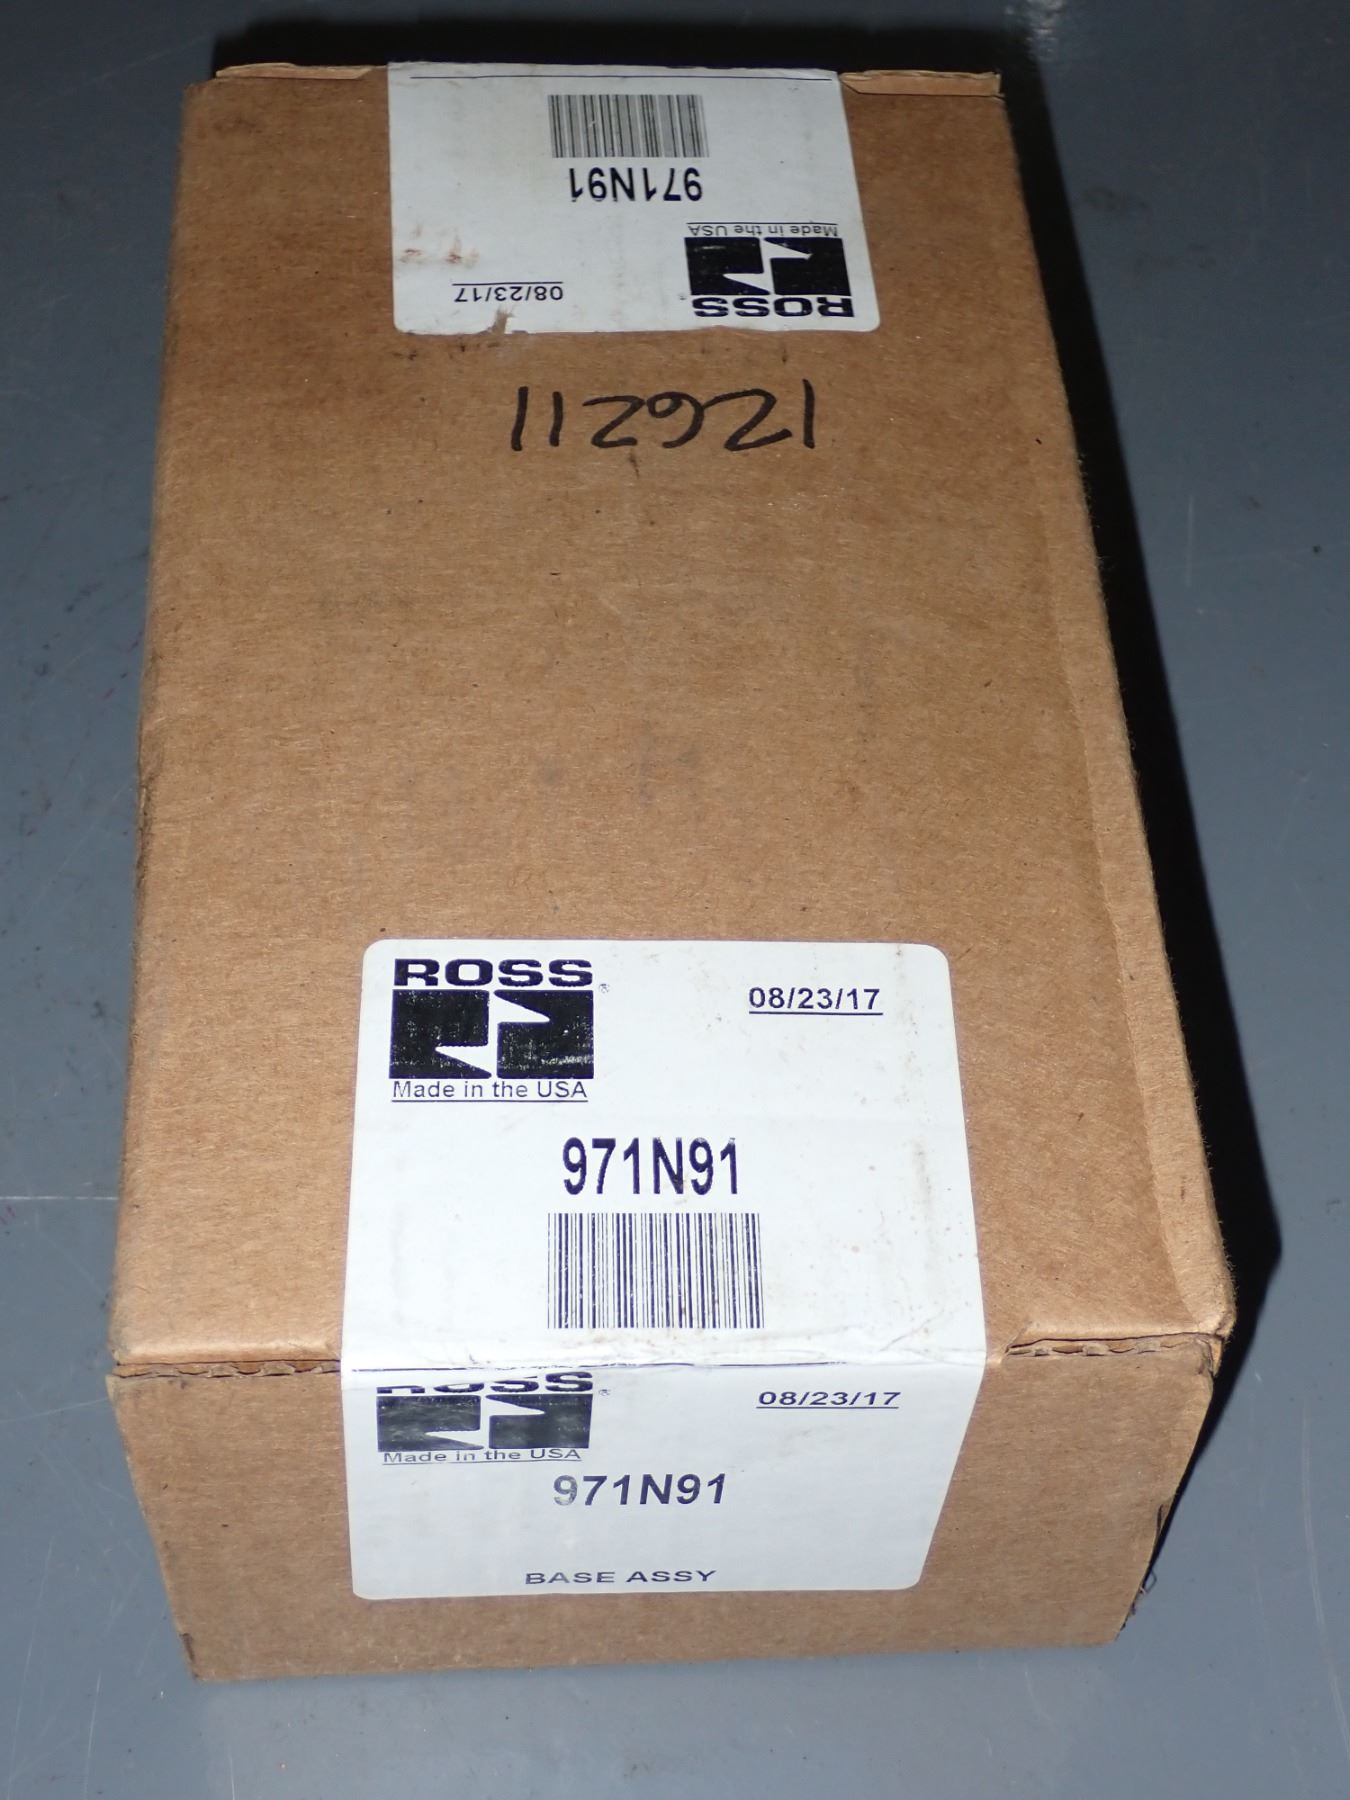 971N91
Made in the USA
ROSS
08/23/17
126211
ROSS
®
08/23/17
Made in the USA
971N91
ROSS
®
08/23/17
Made in the USA
971N91
BASE ASSY